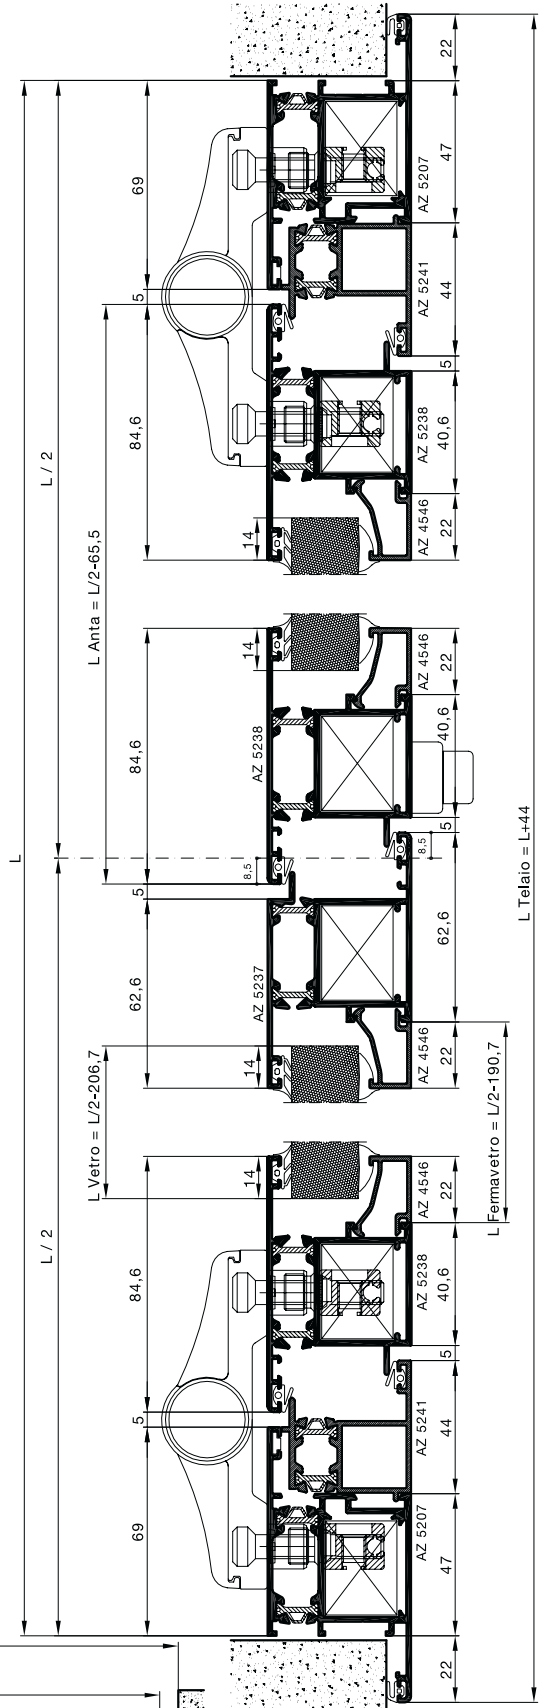 L
L / 2
L / 2
L Anta = L/2-65,5
L Vetro = L/2-206,7
69
5
84,6
84,6
5
62,6
84,6
5
69
14
14
8,5
14
14
AZ 5238
AZ 5237
22
47
44
5
40,6
22
22
40,6
5
8,5
62,6
22
22
40,6
5
44
47
22
AZ 5207
AZ 5241
AZ 5238
AZ 4546
AZ 4546
AZ 4546
AZ 4546
AZ 5238
AZ 5241
AZ 5207
L Fermavetro = L/2-190,7
L Telaio = L+44